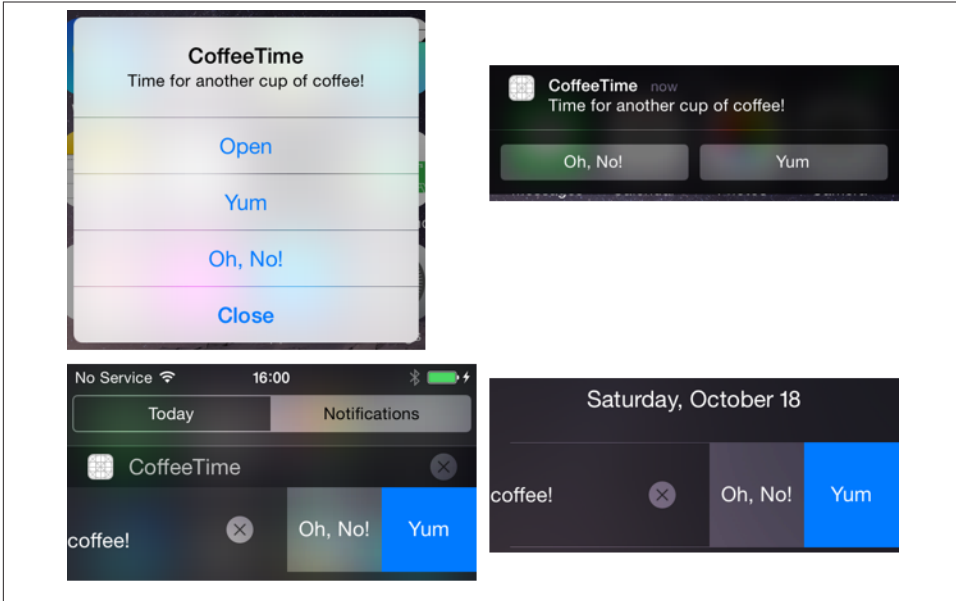 CoffeeTime
Time for another cup of coffee!
Open
Yum
Oh, No!
Close
CoffeeTime now
Time for another cup of coffee!
Oh, No! Yum
No Service 16:00
Today Notifications
CoffeeTime
coffee! Oh, No! Yum
Saturday, October 18
coffee! Oh, No! Yum